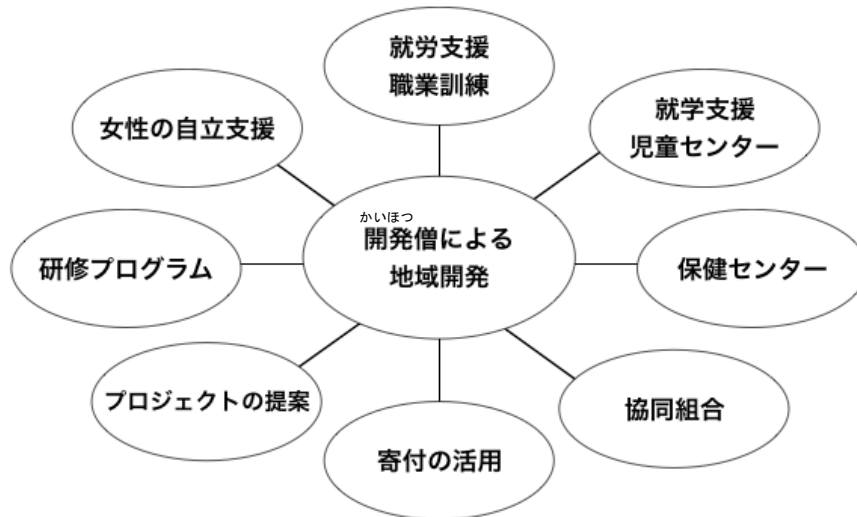 就労支援
職業訓練
就学支援
児童センター
女性の自立支援
かいほつ
開発僧による
地域開発
研修プログラム
保健センター
プロジェクトの提案
協同組合
寄付の活用